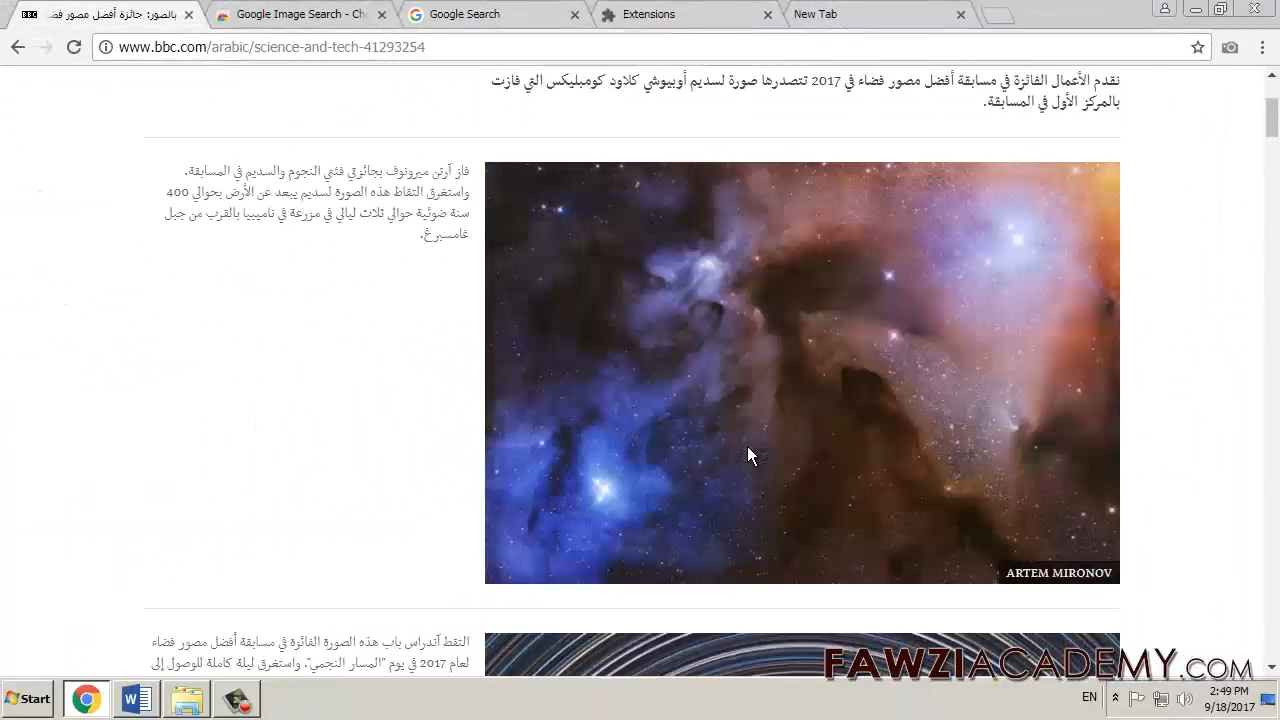 بالصور: جائزة أفضل مصور فض
Google Image Search - Ch
Google Search
Extensions
New Tab
www.bbc.com/arabic/science-and-tech-41293254
نقدم الأعمال الفائزة في مسابقة أفضل مصور فضاء في 2017 تتصدرها صورة لسديم أوبيوشي كلاود كومبليكس التي فازت
بالمركز الأول في المسابقة.
فاز آرتن ميرونوف بجائزتي فئتي النجوم والسديم في المسابقة.
واستغرق التقاط هذه الصورة لسديم يبعد عن الأرض بحوالي 400
سنة ضوئية حوالي ثلاث ليالي في مزرعة في ناميبيا بالقرب من جبل
غامسبرغ.
ARTEM MIRONOV
التقط آندراس باب هذه الصورة الفائزة في مسابقة أفضل مصور فضاء
لعام 2017 في يوم "المسار النجمي". واستغرق ليلة كاملة للوصول إلى
FAWZIACADEMY.COM
Start
EN
2:49 PM
9/18/2017